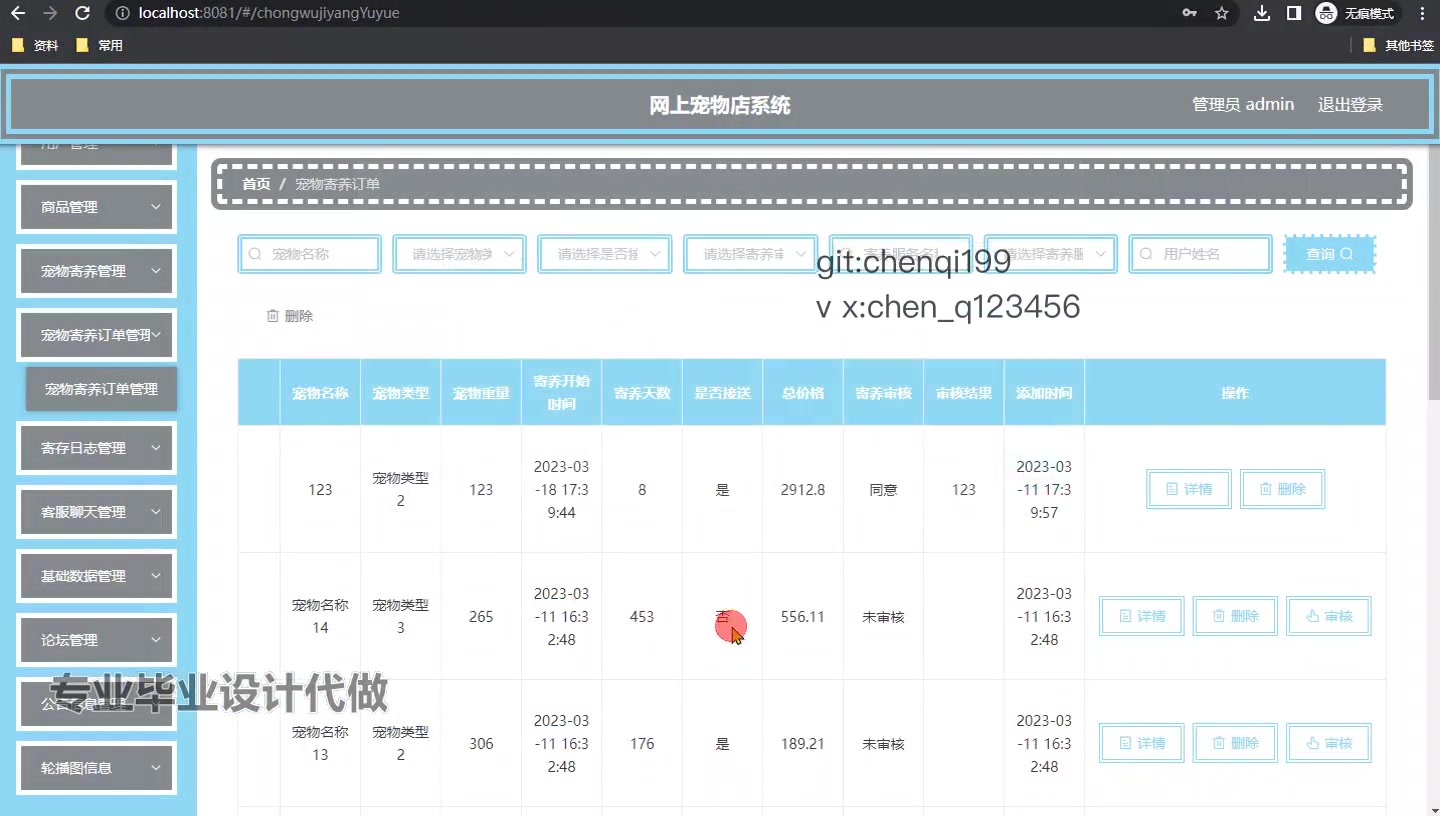 localhost:8081/#/chongwujiyangYuyue
无痕模式
资料
常用
其他书签
网上宠物店系统
管理员 admin
退出登录
用户管理
商品管理
宠物寄养管理
宠物寄养订单管理
宠物寄养订单管理
寄存日志管理
客服聊天管理
基础数据管理
论坛管理
轮播图信息
专业毕业设计代做
首页 / 宠物寄养订单
宠物名称
请选择宠物类
请选择是否接
请选择寄养审
寄养服务名称
请选择寄养服
用户姓名
查询
git:chenqi199
v x:chen_q123456
删除
宠物名称 宠物类型 宠物重量 寄养开始时间 寄养天数 是否接送 总价格 寄养审核 审核结果 添加时间 操作
123 宠物类型2 123 2023-03-18 17:39:44 8 是 2912.8 同意 123 2023-03-11 17:39:57 详情 删除
宠物名称14 宠物类型3 265 2023-03-11 16:32:48 453 否 556.11 未审核 2023-03-11 16:32:48 详情 删除 审核
宠物名称13 宠物类型2 306 2023-03-11 16:32:48 176 是 189.21 未审核 2023-03-11 16:32:48 详情 删除 审核